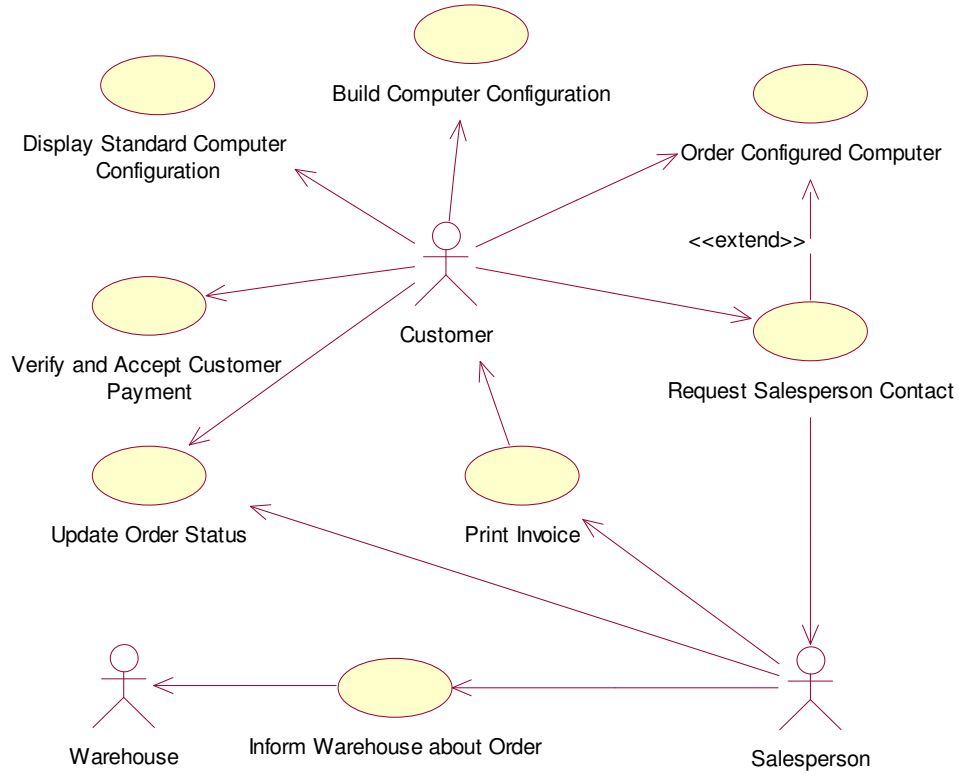 Build Computer Configuration
Display Standard Computer
Configuration
Order Configured Computer
<<extend>>
Customer
Verify and Accept Customer
Payment
Request Salesperson Contact
Update Order Status
Print Invoice
Warehouse
Inform Warehouse about Order
Salesperson